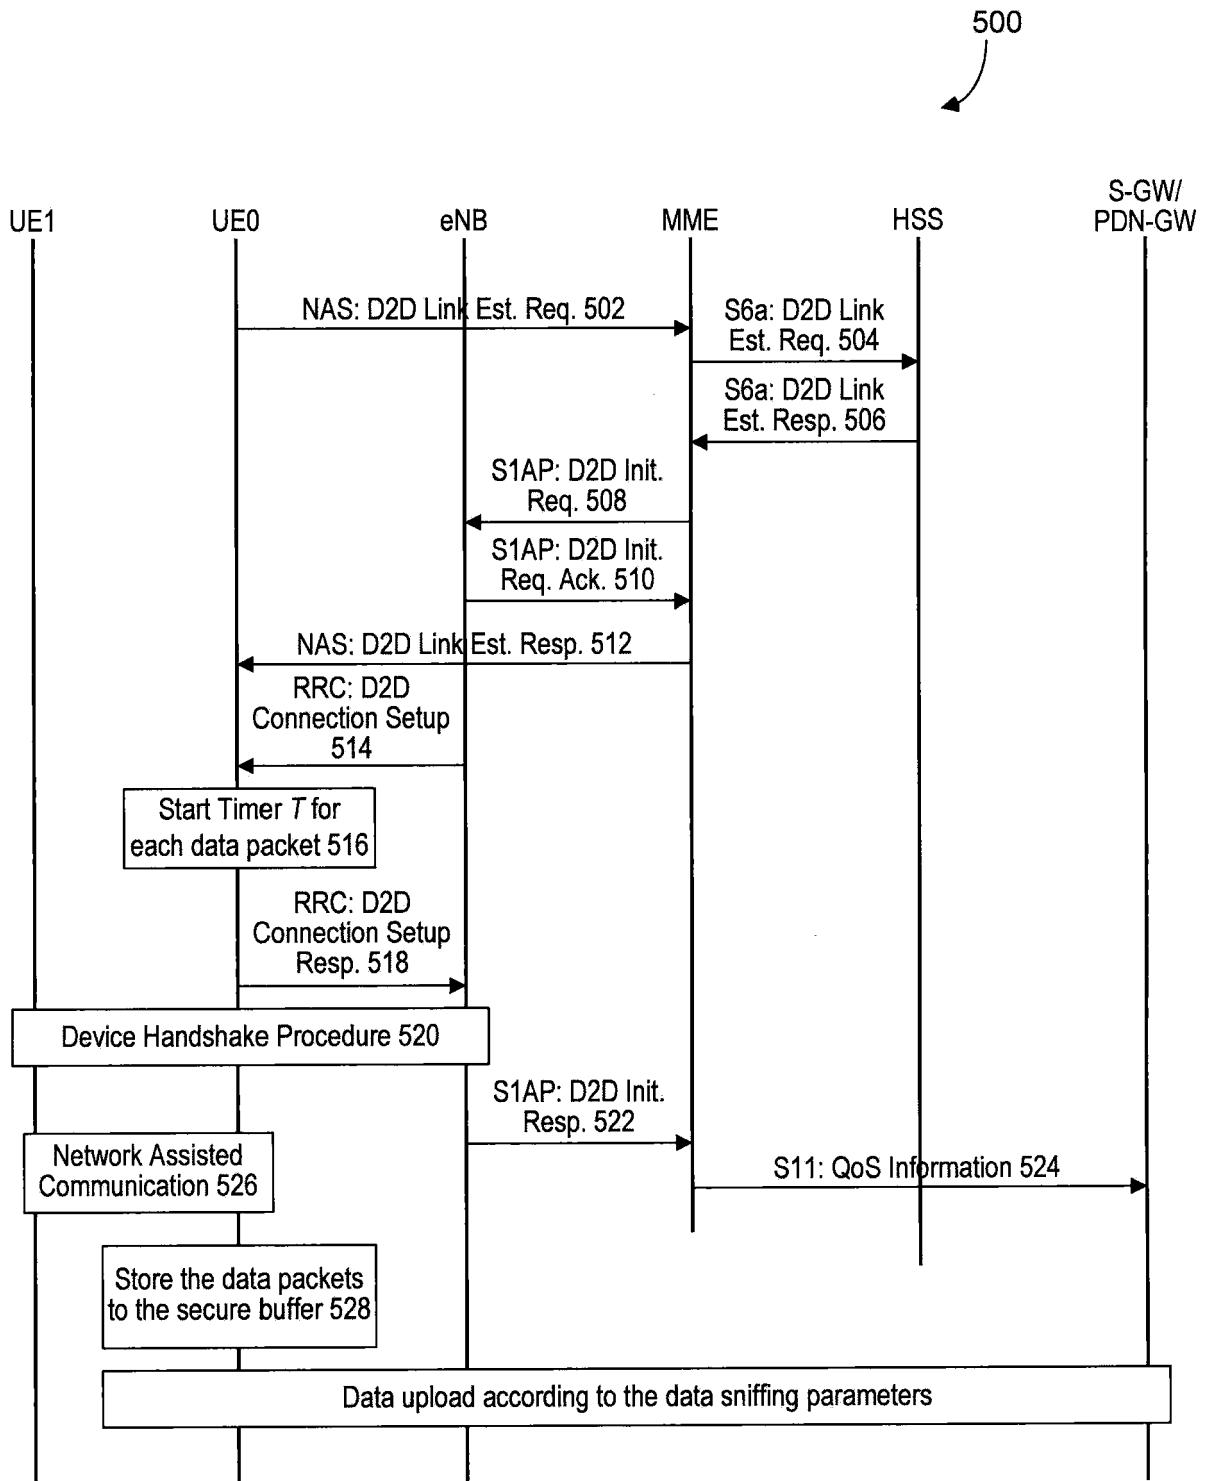 500
S-GW/
UE1 UE0 eNB MME HSS PDN-GW
NAS: D2D Link Est. Req. 502
S6a: D2D Link
Est. Req. 504
S6a: D2D Link
Est. Resp. 506
S1AP: D2D Init.
Req. 508
S1AP: D2D Init.
Req. Ack. 510
NAS: D2D Link Est. Resp. 512
RRC: D2D
Connection Setup
514
Start Timer T for
each data packet 516
RRC: D2D
Connection Setup
Resp. 518
Device Handshake Procedure 520
S1AP: D2D Init.
Resp. 522
Network Assisted
Communication 526
S11: QoS Information 524
Store the data packets
to the secure buffer 528
Data upload according to the data sniffing parameters